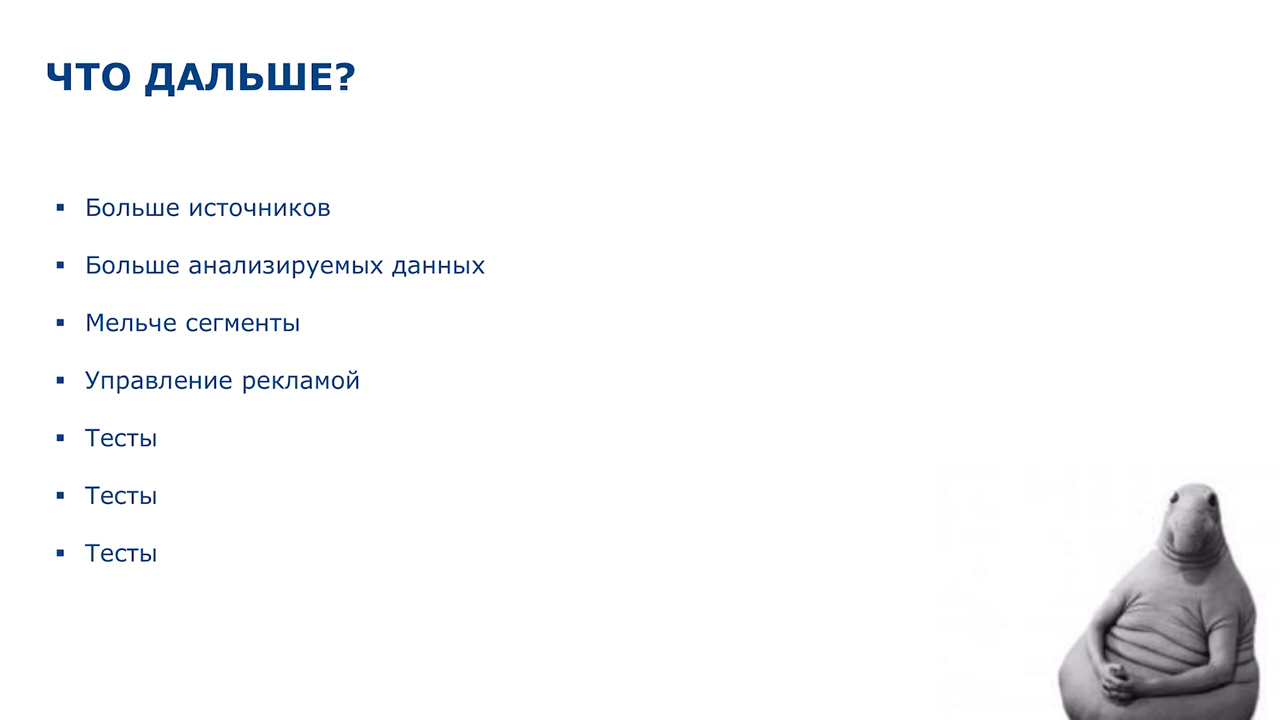 ЧТО ДАЛЬШЕ?
▪ Больше источников
▪ Больше анализируемых данных
▪ Мельче сегменты
▪ Управление рекламой
▪ Тесты
▪ Тесты
▪ Тесты